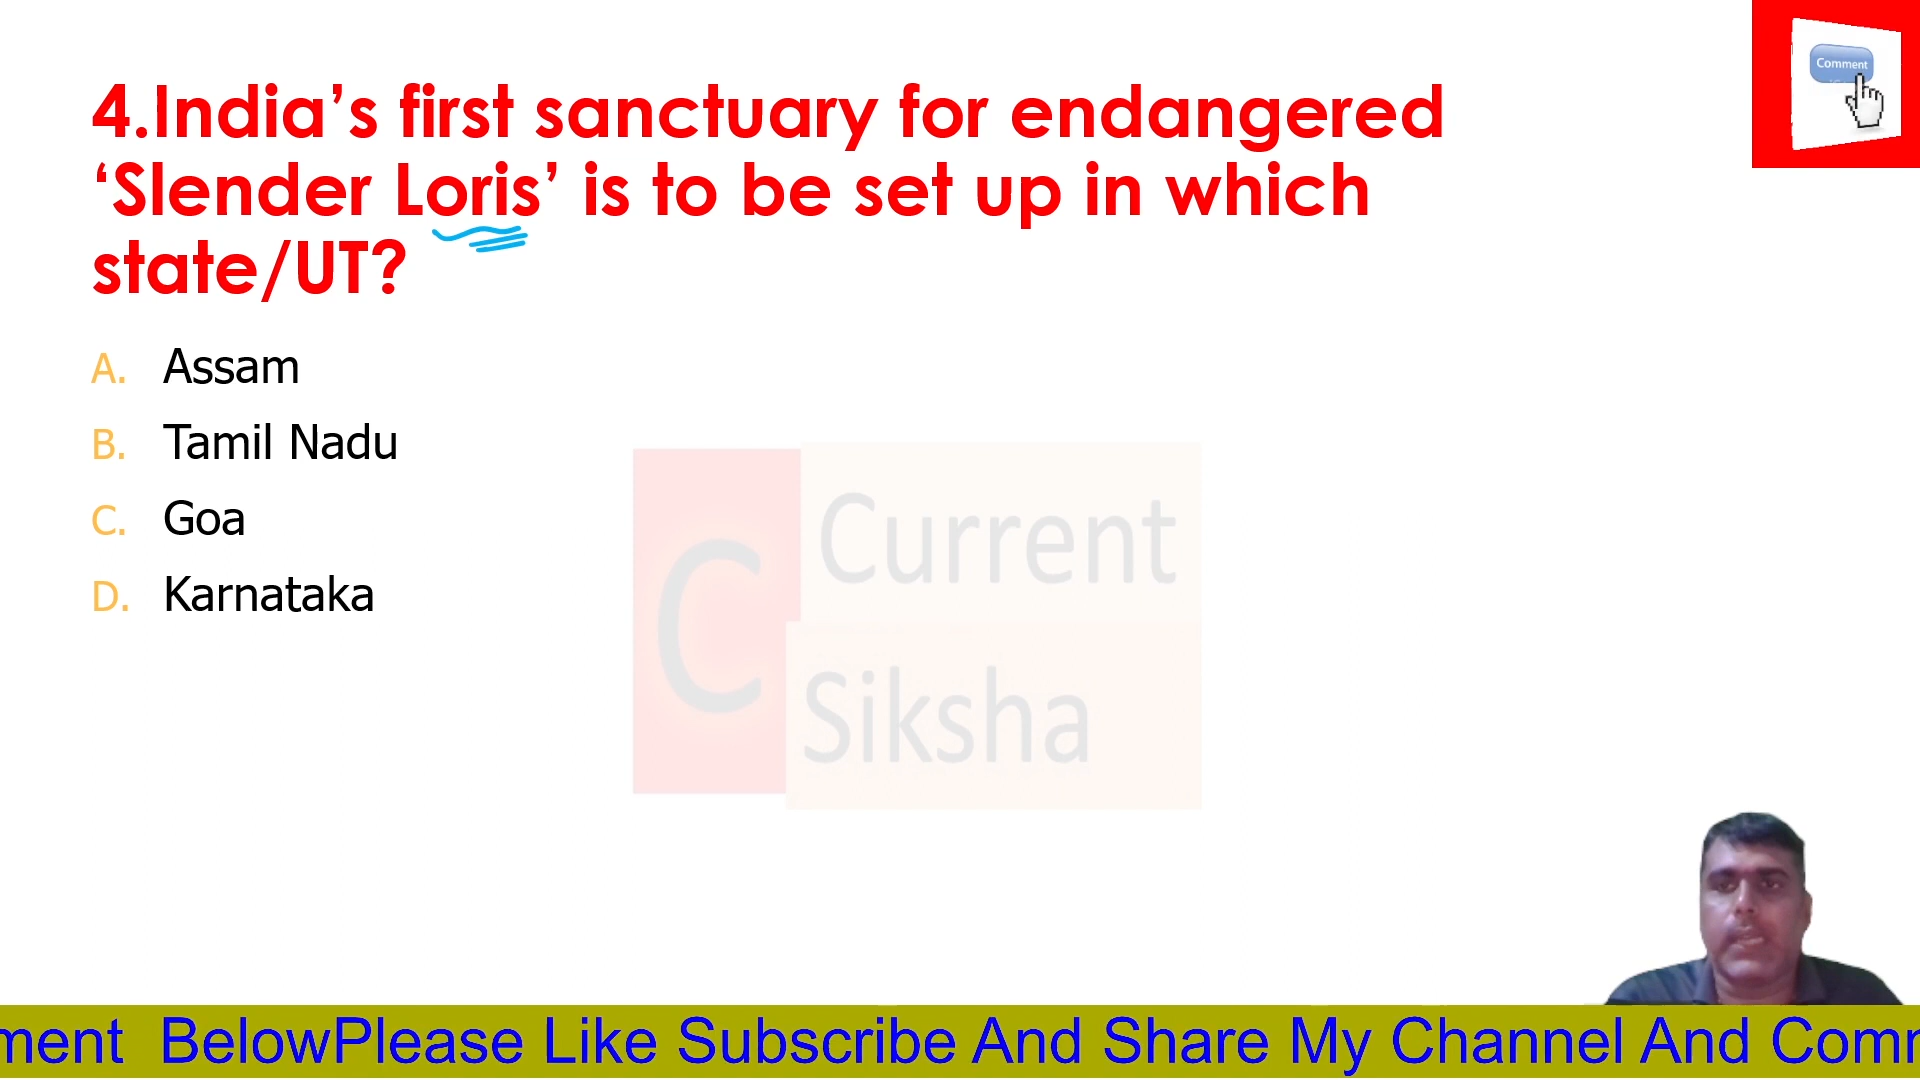 Comment
4.India’s first sanctuary for endangered
‘Slender Loris’ is to be set up in which
state/UT?
A. Assam
B. Tamil Nadu
C. Goa
D. Karnataka
C
Current
Siksha
ment BelowPlease Like Subscribe And Share My Channel And Comm